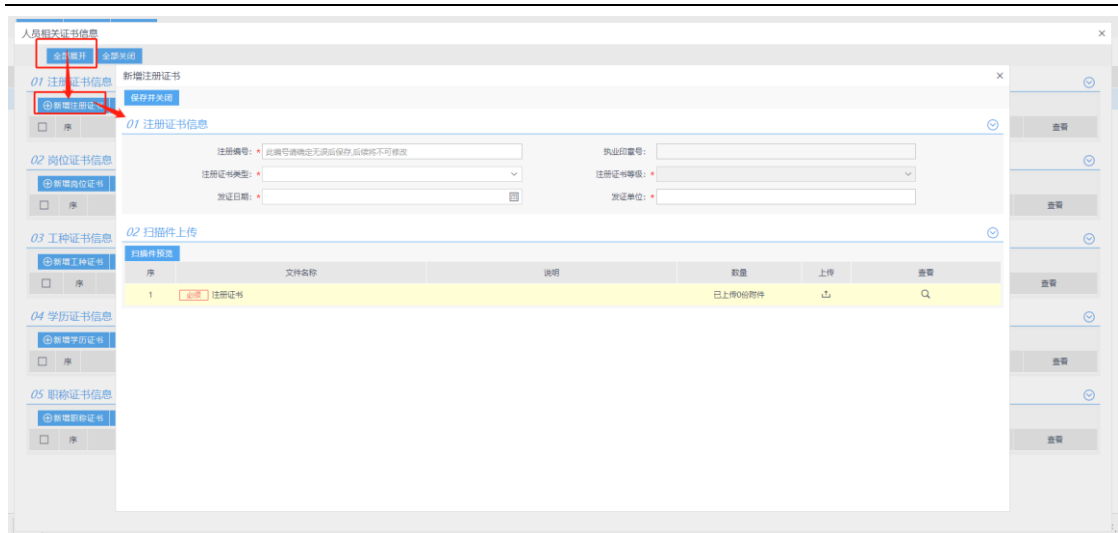 人员相关证书信息
全部展开 全部关闭
01 注册证书信息
新增注册证书
序 查看
02 岗位证书信息
新增岗位证书
序 查看
03 工种证书信息
新增工种证书
序 查看
04 学历证书信息
新增学历证书
序 查看
05 职称证书信息
新增职称证书
序 查看
新增注册证书
保存并关闭
01 注册证书信息
注册编号: * 此编号请确定无误后保存,后续将不可修改 执业印章号:
注册证书类型: * 注册证书等级: *
发证日期: * 发证单位: *
02 扫描件上传
扫描件预览
序 文件名称 说明 数量 上传 查看
1 必须 注册证书 已上传0份附件